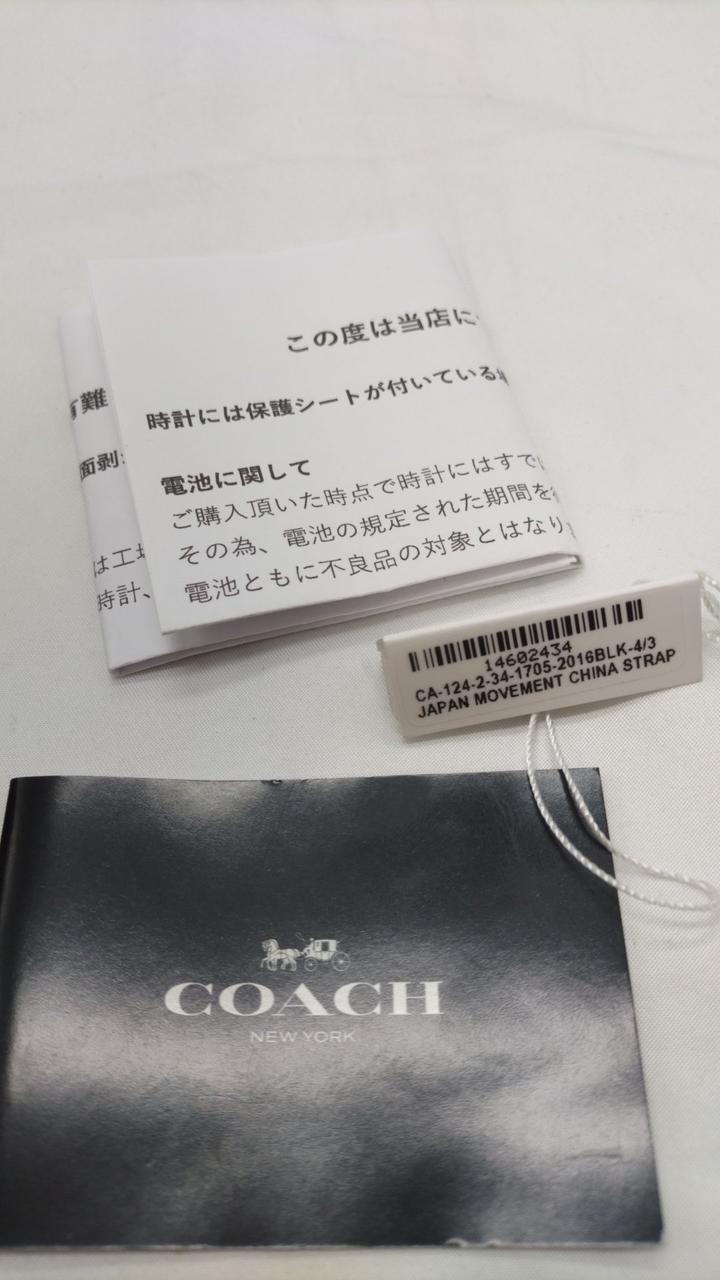 この度は当店に
時計には保護シートが付いている
電池に関して
ご購入頂いた時点で時計にはすで
その為、電池の規定された期間を
電池ともに不良品の対象とはなり
難
面剥
は工
時計、
14602434
CA-124-2-34-1705-2016BLK-4/3
JAPAN MOVEMENT CHINA STRAP
COACH
NEW YORK